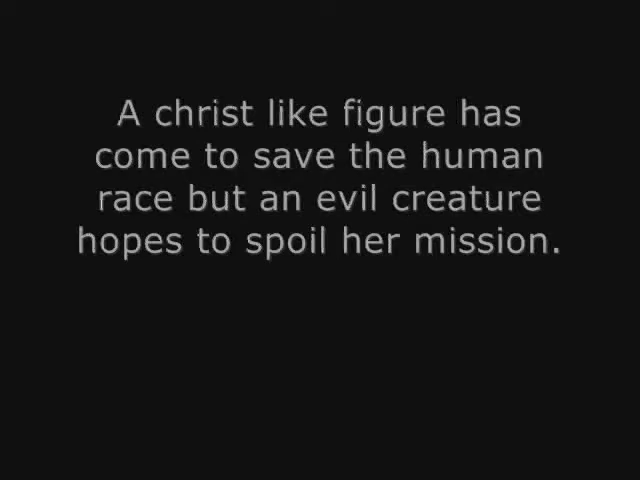 A christ like figure has
come to save the human
race but an evil creature
hopes to spoil her mission.